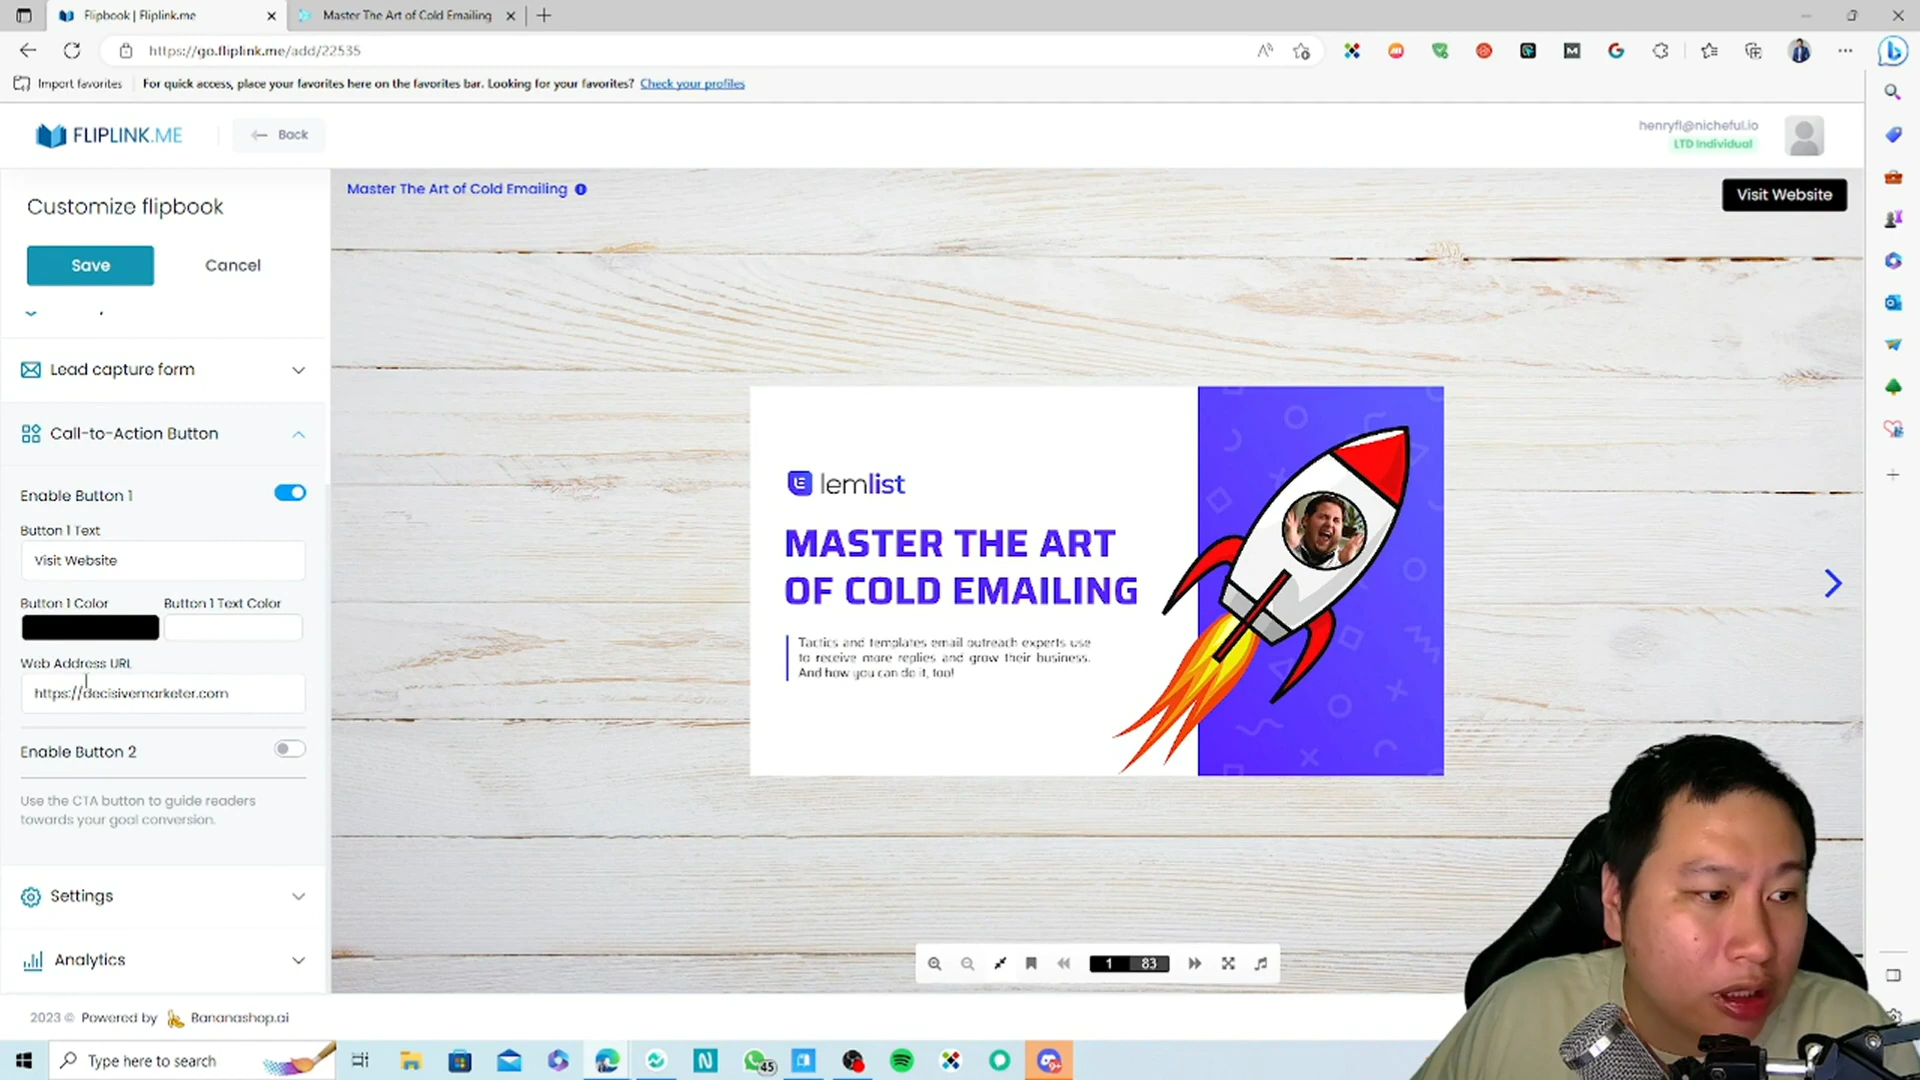 Flipbook | Fliplink.me
Master The Art of Cold Emailing
https://go.fliplink.me/add/22535
Import favorites
For quick access, place your favorites here on the favorites bar. Looking for your favorites? Check your profiles
FLIPLINK.ME
Back
henryfl@nicheful.io
LTD Individual
Customize flipbook
Save
Cancel
Master The Art of Cold Emailing
Visit Website
Lead capture form
Call-to-Action Button
Enable Button 1
Button 1 Text
Visit Website
Button 1 Color
Button 1 Text Color
Web Address URL
https://decisivemarketer.com
Enable Button 2
Use the CTA button to guide readers
towards your goal conversion.
Settings
Analytics
lemlist
MASTER THE ART
OF COLD EMAILING
Tactics and templates email outreach experts use
to receive more replies and grow their business.
And how you can do it, too!
1 83
2023 © Powered by Bananashop.ai
Type here to search
45